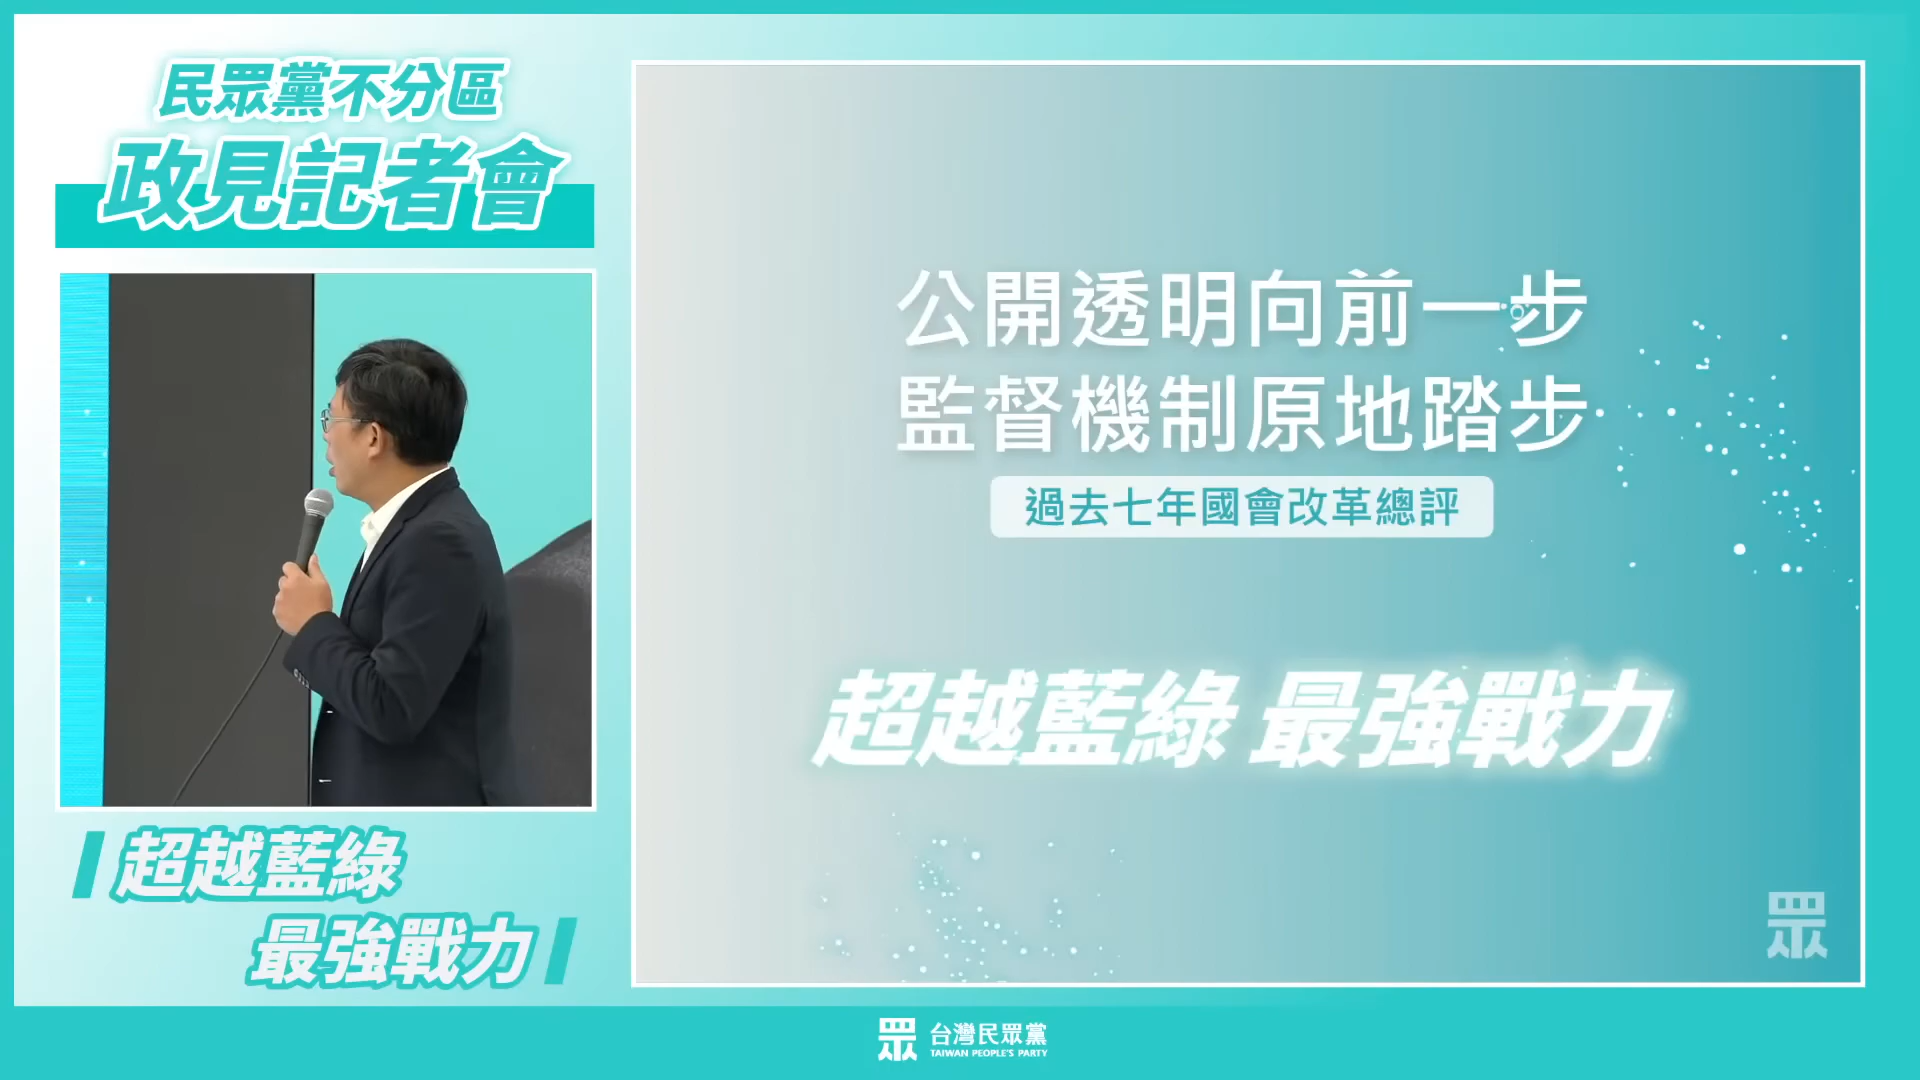 民眾黨不分區
政見記者會
公開透明向前一步
監督機制原地踏步
過去七年國會改革總評
超越藍綠 最強戰力
超越藍綠
最強戰力
眾
眾 台灣民眾黨
TAIWAN PEOPLE'S PARTY